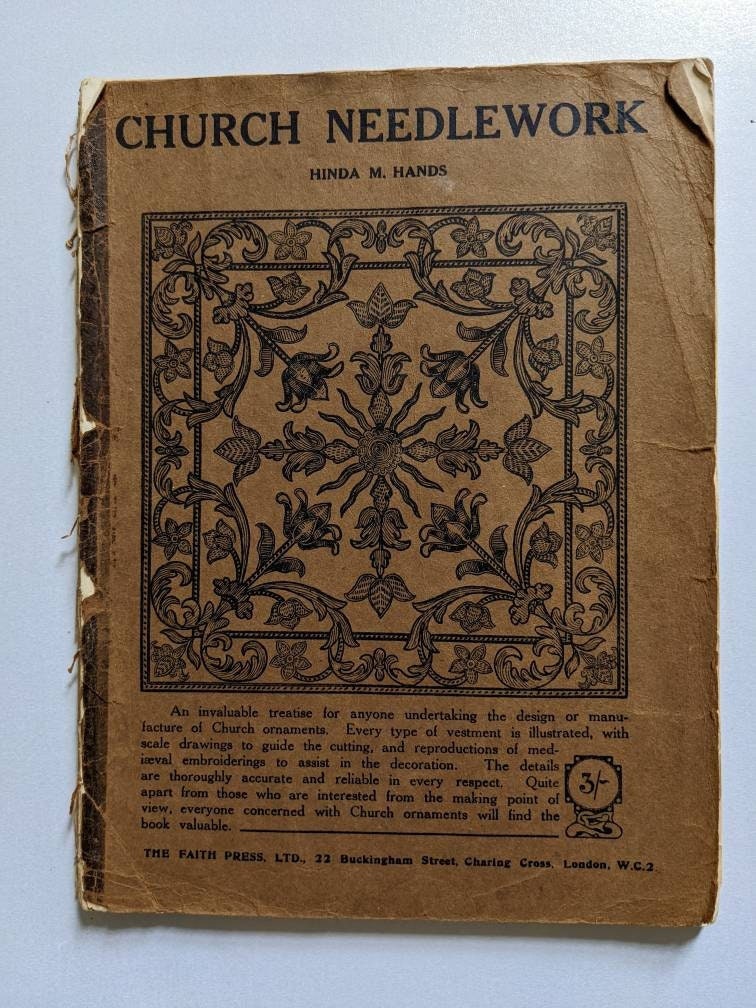 CHURCH NEEDLEWORK
HINDA M. HANDS
An invaluable treatise for anyone undertaking the design or manu-
facture of Church ornaments. Every type of vestment is illustrated, with
scale drawings to guide the cutting, and reproductions of med-
iæval embroiderings to assist in the decoration. The details
are thoroughly accurate and reliable in every respect. Quite
apart from those who are interested from the making point of
view, everyone concerned with Church ornaments will find the
book valuable.
3/-
THE FAITH PRESS, LTD., 22 Buckingham Street, Charing Cross, London, W.C.2